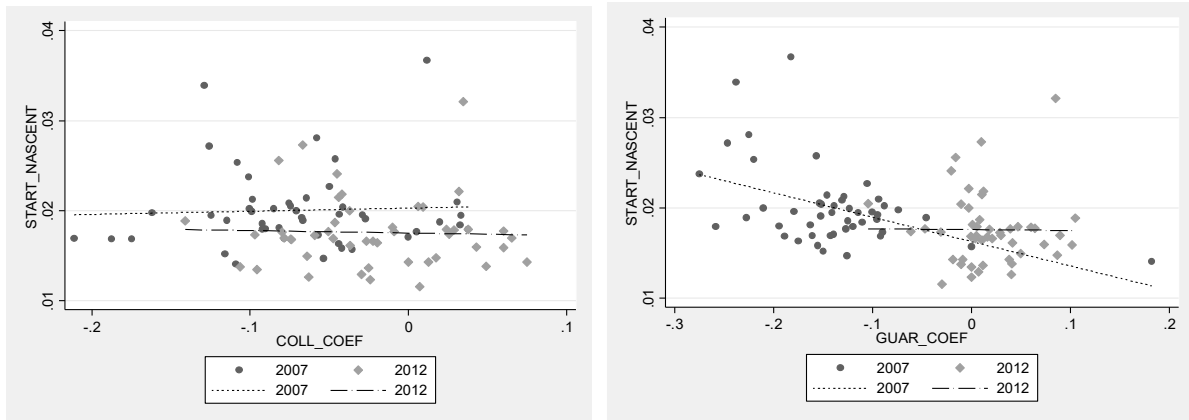 START_NASCENT
.04
.03
.02
.01
-.2 -.1 0 .1
COLL_COEF
2007 2012
2007 2012
START_NASCENT
.04
.03
.02
.01
-.3 -.2 -.1 0 .1 .2
GUAR_COEF
2007 2012
2007 2012